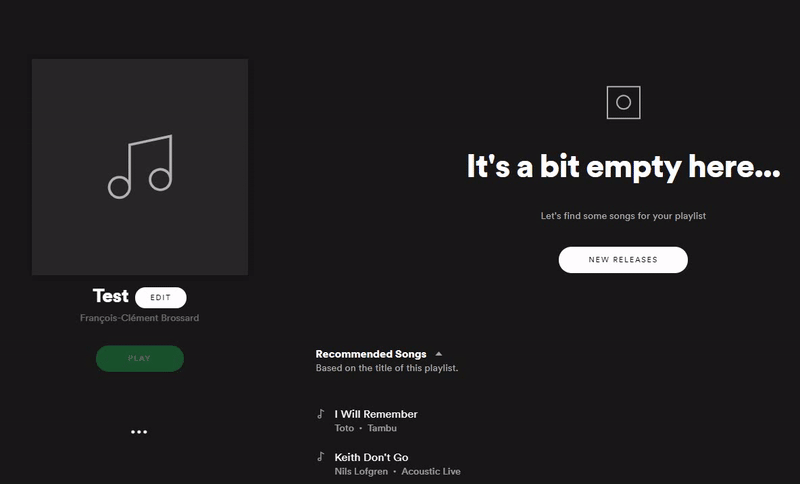 Test EDIT
François-Clément Brossard
PLAY
It's a bit empty here...
Let's find some songs for your playlist
NEW RELEASES
Recommended Songs
Based on the title of this playlist.
I Will Remember
Toto • Tambu
Keith Don't Go
Nils Lofgren • Acoustic Live